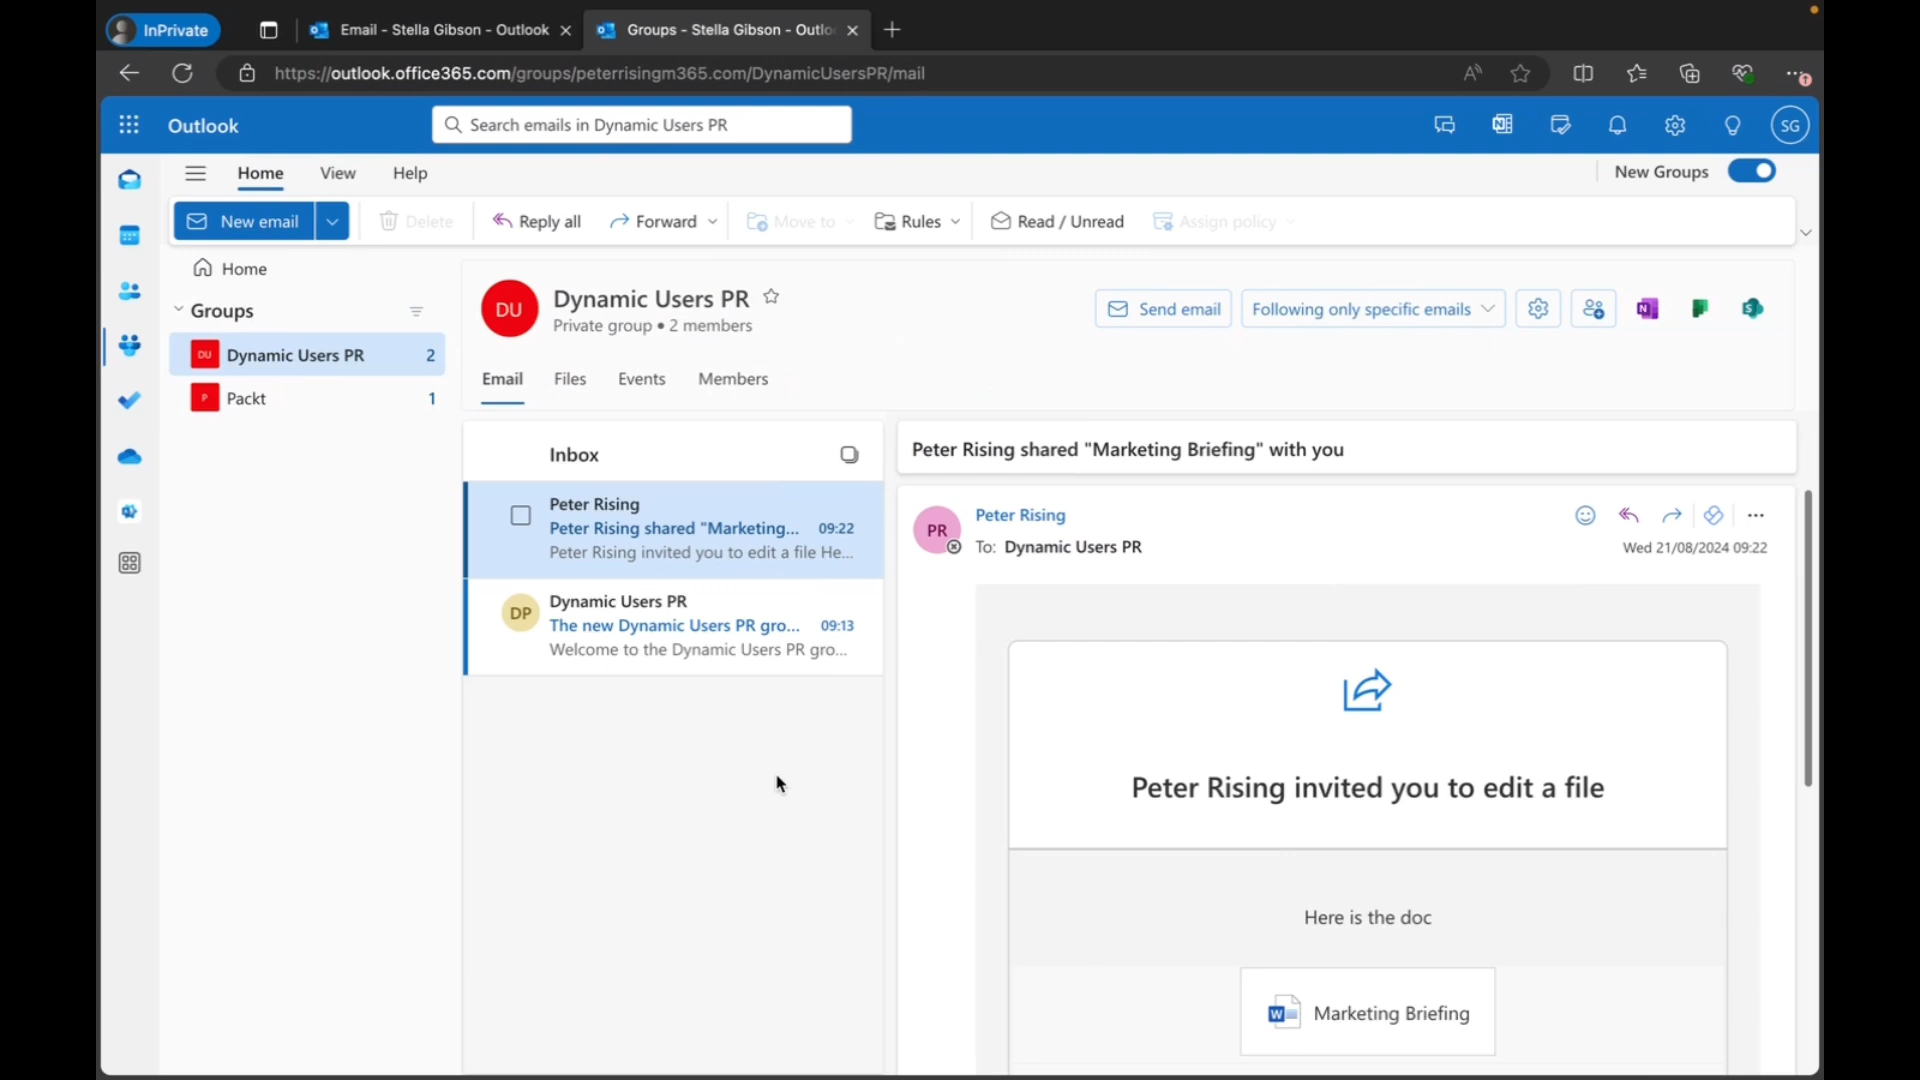 InPrivate
Email - Stella Gibson - Outlook
Groups - Stella Gibson - Outlo
https://outlook.office365.com/groups/peterrisingm365.com/DynamicUsersPR/mail
Outlook
Search emails in Dynamic Users PR
SG
Home
View
Help
New Groups
New email
Delete
Reply all
Forward
Move to
Rules
Read / Unread
Assign policy
Home
Groups
DU
Dynamic Users PR
2
P
Packt
1
DU
Dynamic Users PR
Private group • 2 members
Send email
Following only specific emails
Email
Files
Events
Members
Inbox
Peter Rising
Peter Rising shared "Marketing...
09:22
Peter Rising invited you to edit a file He...
DP
Dynamic Users PR
The new Dynamic Users PR gro...
09:13
Welcome to the Dynamic Users PR gro...
Peter Rising shared "Marketing Briefing" with you
PR
Peter Rising
To: Dynamic Users PR
Wed 21/08/2024 09:22
Peter Rising invited you to edit a file
Here is the doc
Marketing Briefing